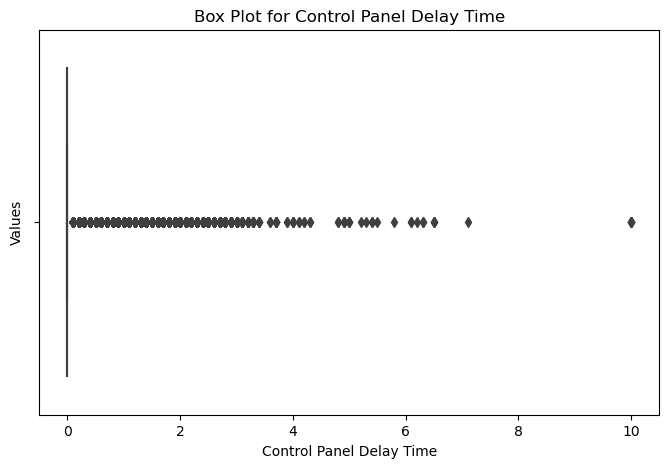 Box Plot for Control Panel Delay Time
Values
0 2 4 6 8 10
Control Panel Delay Time